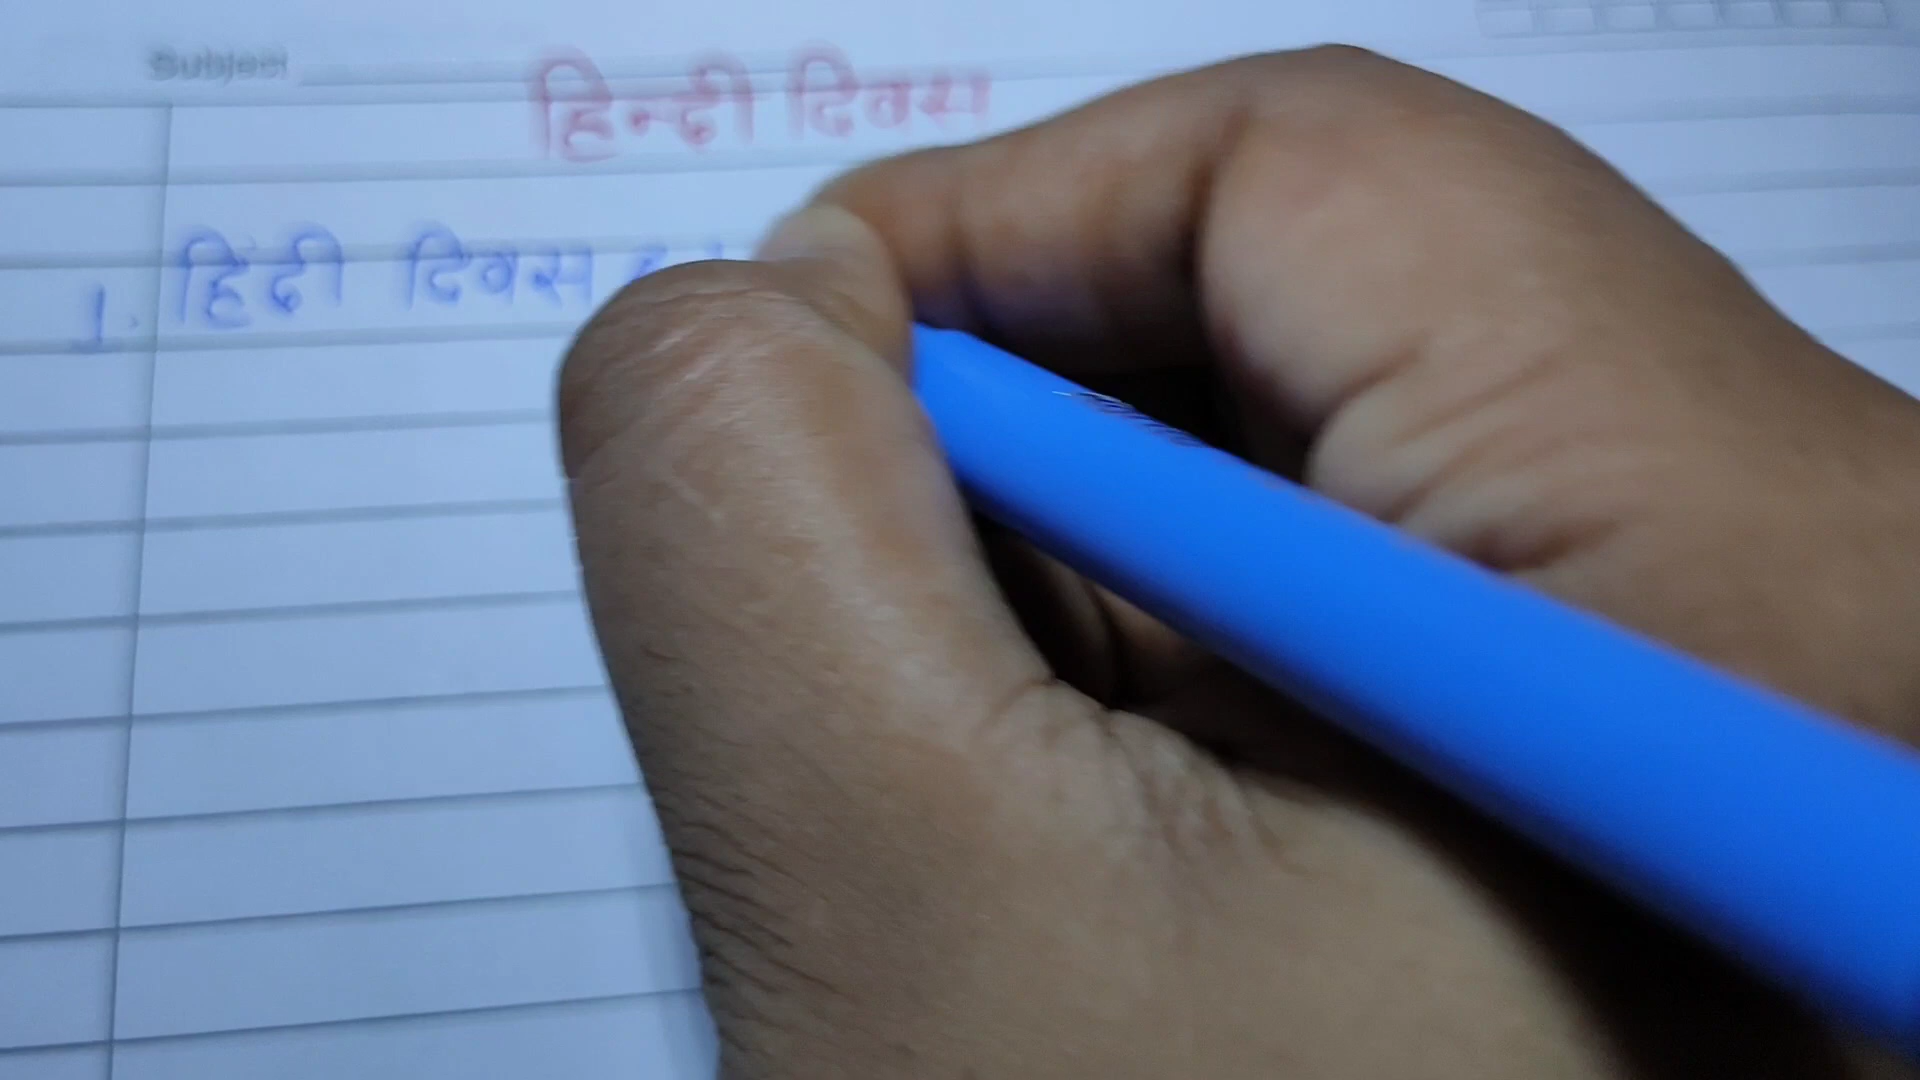 Subject
हिन्दी दिवस
1. हिंदी दिवस